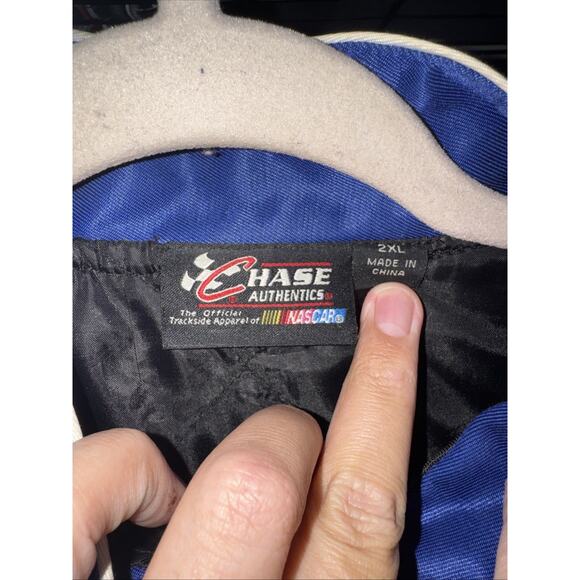 CHASE
AUTHENTICS®
The Official
Trackside Apparel of NASCAR®
2XL
MADE IN
CHINA